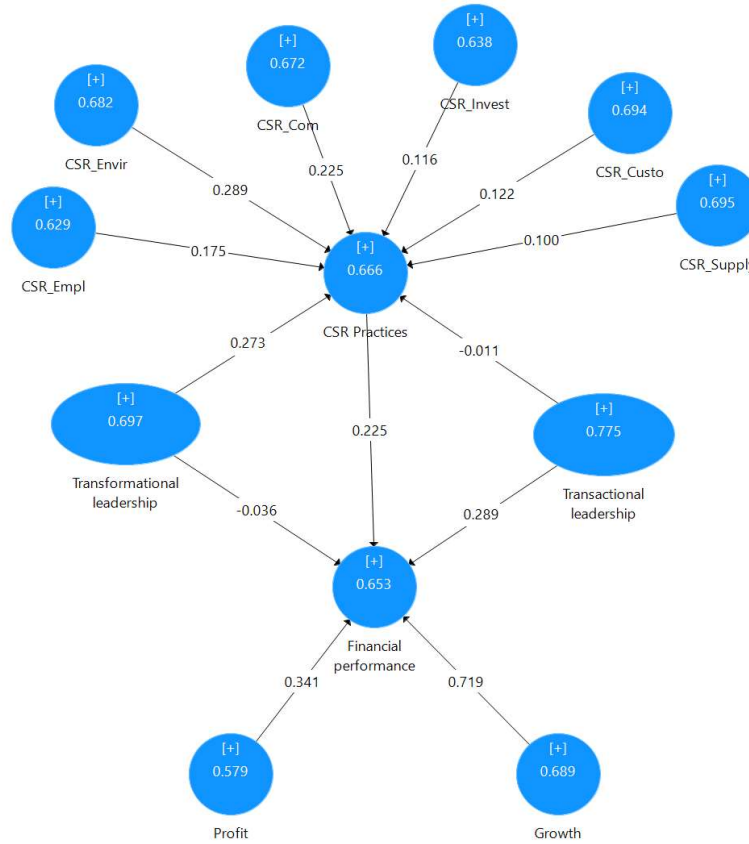 [+]
0.638
CSR_Invest
[+]
0.672
CSR_Com
[+]
0.682
CSR_Envir
[+]
0.694
CSR_Custo
[+]
0.629
CSR_Empl
[+]
0.695
CSR_Supply
0.289
0.225
0.116
0.122
0.175
0.100
[+]
0.666
CSR Practices
0.273
-0.011
[+]
0.697
Transformational
leadership
0.225
[+]
0.775
Transactional
leadership
-0.036
0.289
[+]
0.653
Financial
performance
0.341
0.719
[+]
0.579
Profit
[+]
0.689
Growth